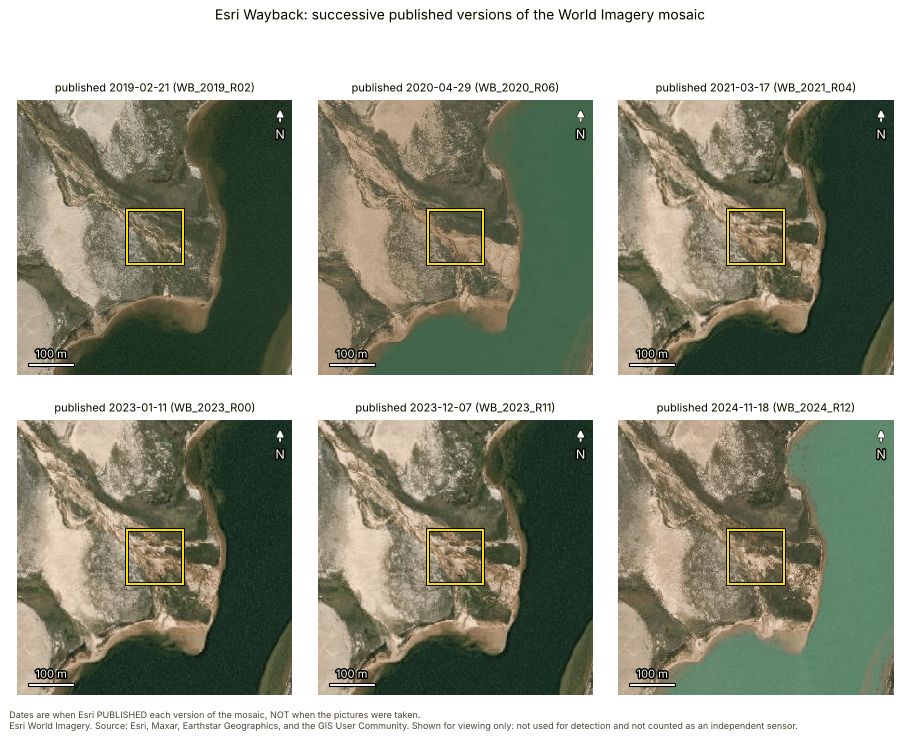 Esri Wayback: successive published versions of the World Imagery mosaic
published 2019-02-21 (WB_2019_R02)
published 2020-04-29 (WB_2020_R06)
published 2021-03-17 (WB_2021_R04)
N
N
N
100 m
100 m
100 m
published 2023-01-11 (WB_2023_R00)
published 2023-12-07 (WB_2023_R11)
published 2024-11-18 (WB_2024_R12)
N
N
N
100 m
100 m
100 m
Dates are when Esri PUBLISHED each version of the mosaic, NOT when the pictures were taken.
Esri World Imagery. Source: Esri, Maxar, Earthstar Geographics, and the GIS User Community. Shown for viewing only: not used for detection and not counted as an independent sensor.